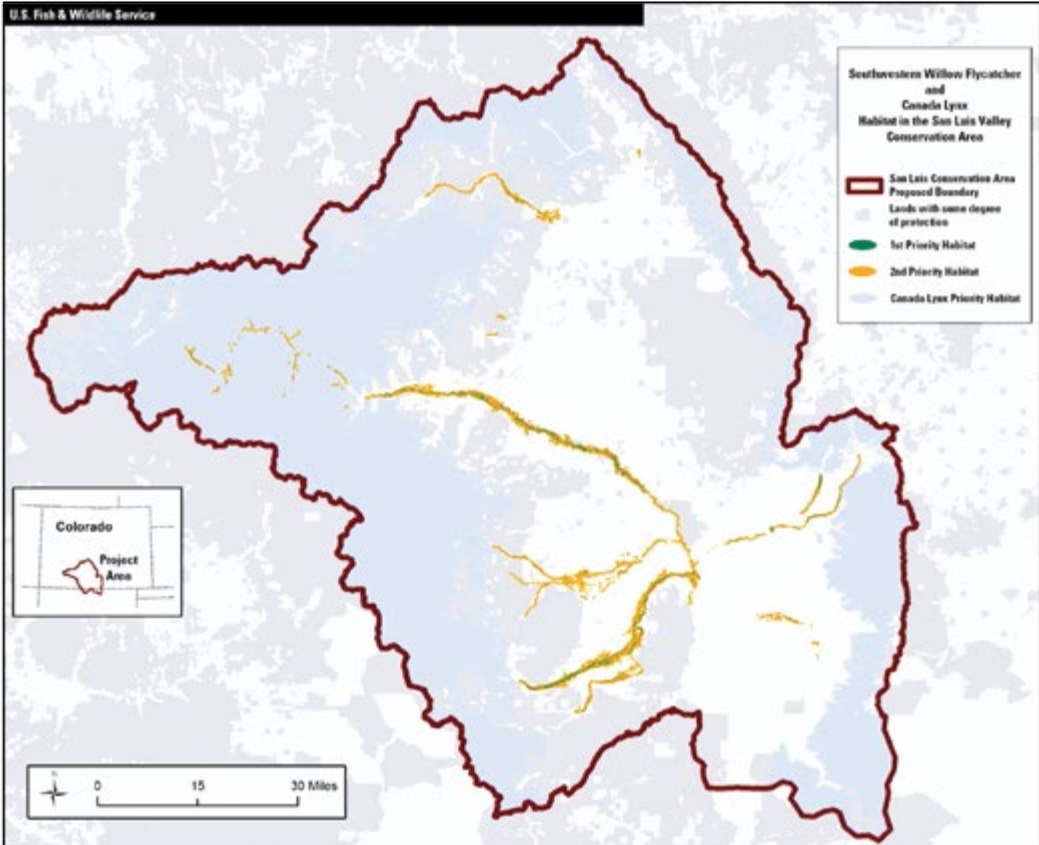 U.S. Fish & Wildlife Service
Southwestern Willow Flycatcher
and
Canada Lynx
Habitat in the San Luis Valley
Conservation Area
San Luis Conservation Area
Proposed Boundary
Lands with some degree
of protection
1st Priority Habitat
2nd Priority Habitat
Canada Lynx Priority Habitat
Colorado
Project
Area
N
0 15 30 Miles